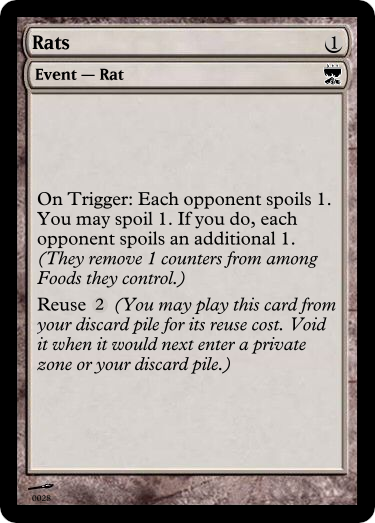 Rats 1
Event — Rat
On Trigger: Each opponent spoils 1.
You may spoil 1. If you do, each
opponent spoils an additional 1.
(They remove 1 counters from among
Foods they control.)
Reuse 2 (You may play this card from
your discard pile for its reuse cost. Void
it when it would next enter a private
zone or your discard pile.)
0028